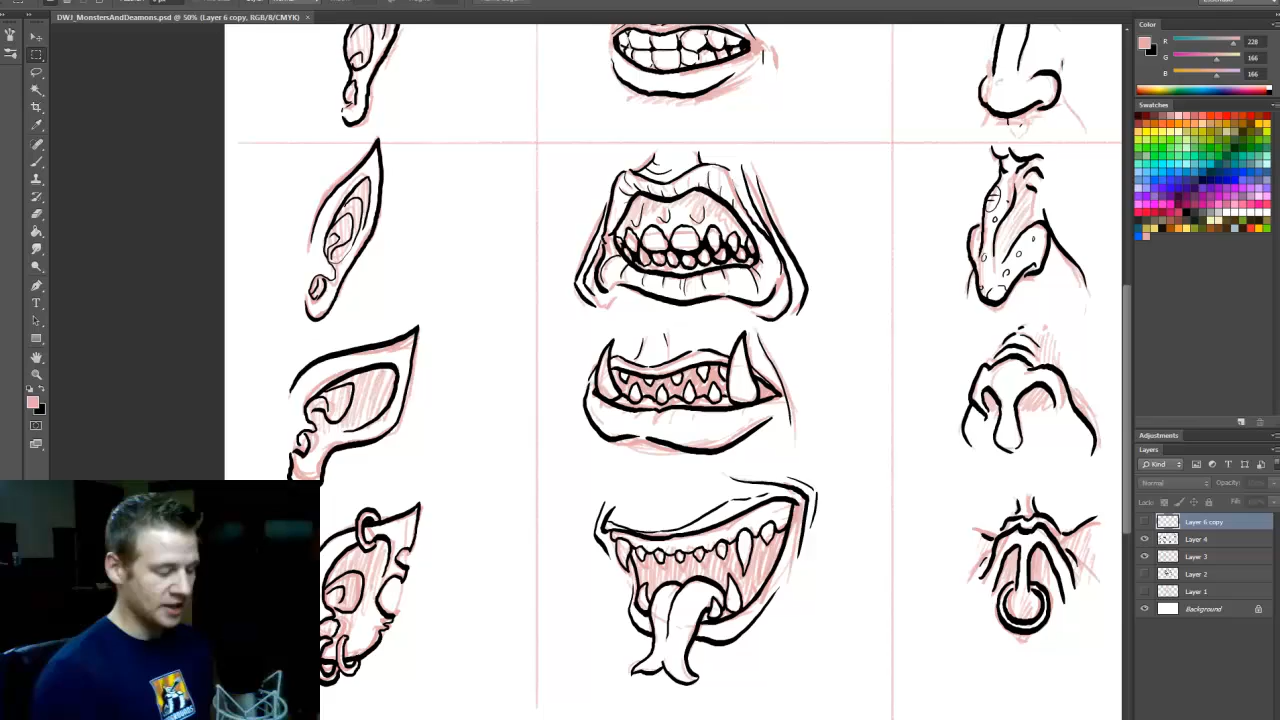 DWJ_MonstersAndDeamons.psd @ 50% (Layer 6 copy, RGB/8/CMYK) ×
Color
R 228
G 166
B 166
Swatches
Adjustments
Layers
Kind
Normal Opacity:
Lock: Fill:
Layer 6 copy
Layer 4
Layer 3
Layer 2
Layer 1
Background